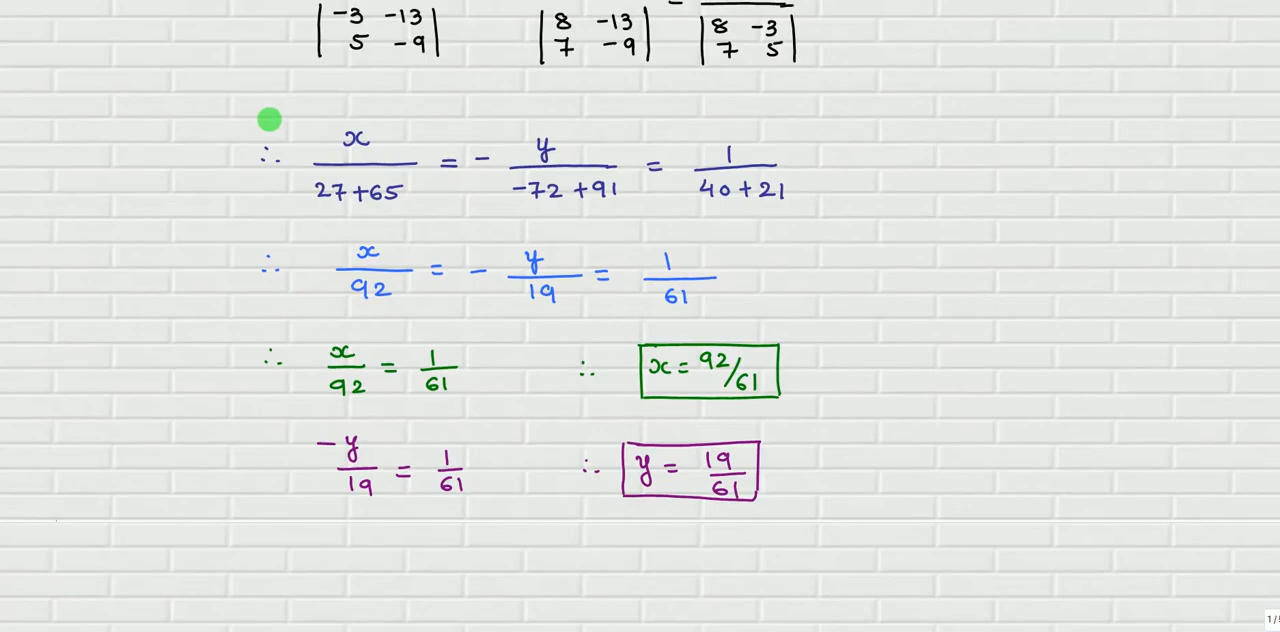 | -3 -13 | | 8 -13 | = | 8 -3 |
| 5 -9 | | 7 -9 | | 7 5 |
∴ x/(27+65) = - y/(-72+91) = 1/(40+21)
∴ x/92 = - y/19 = 1/61
∴ x/92 = 1/61 ∴ x = 92/61
-y/19 = 1/61 ∴ y = 19/61
1/